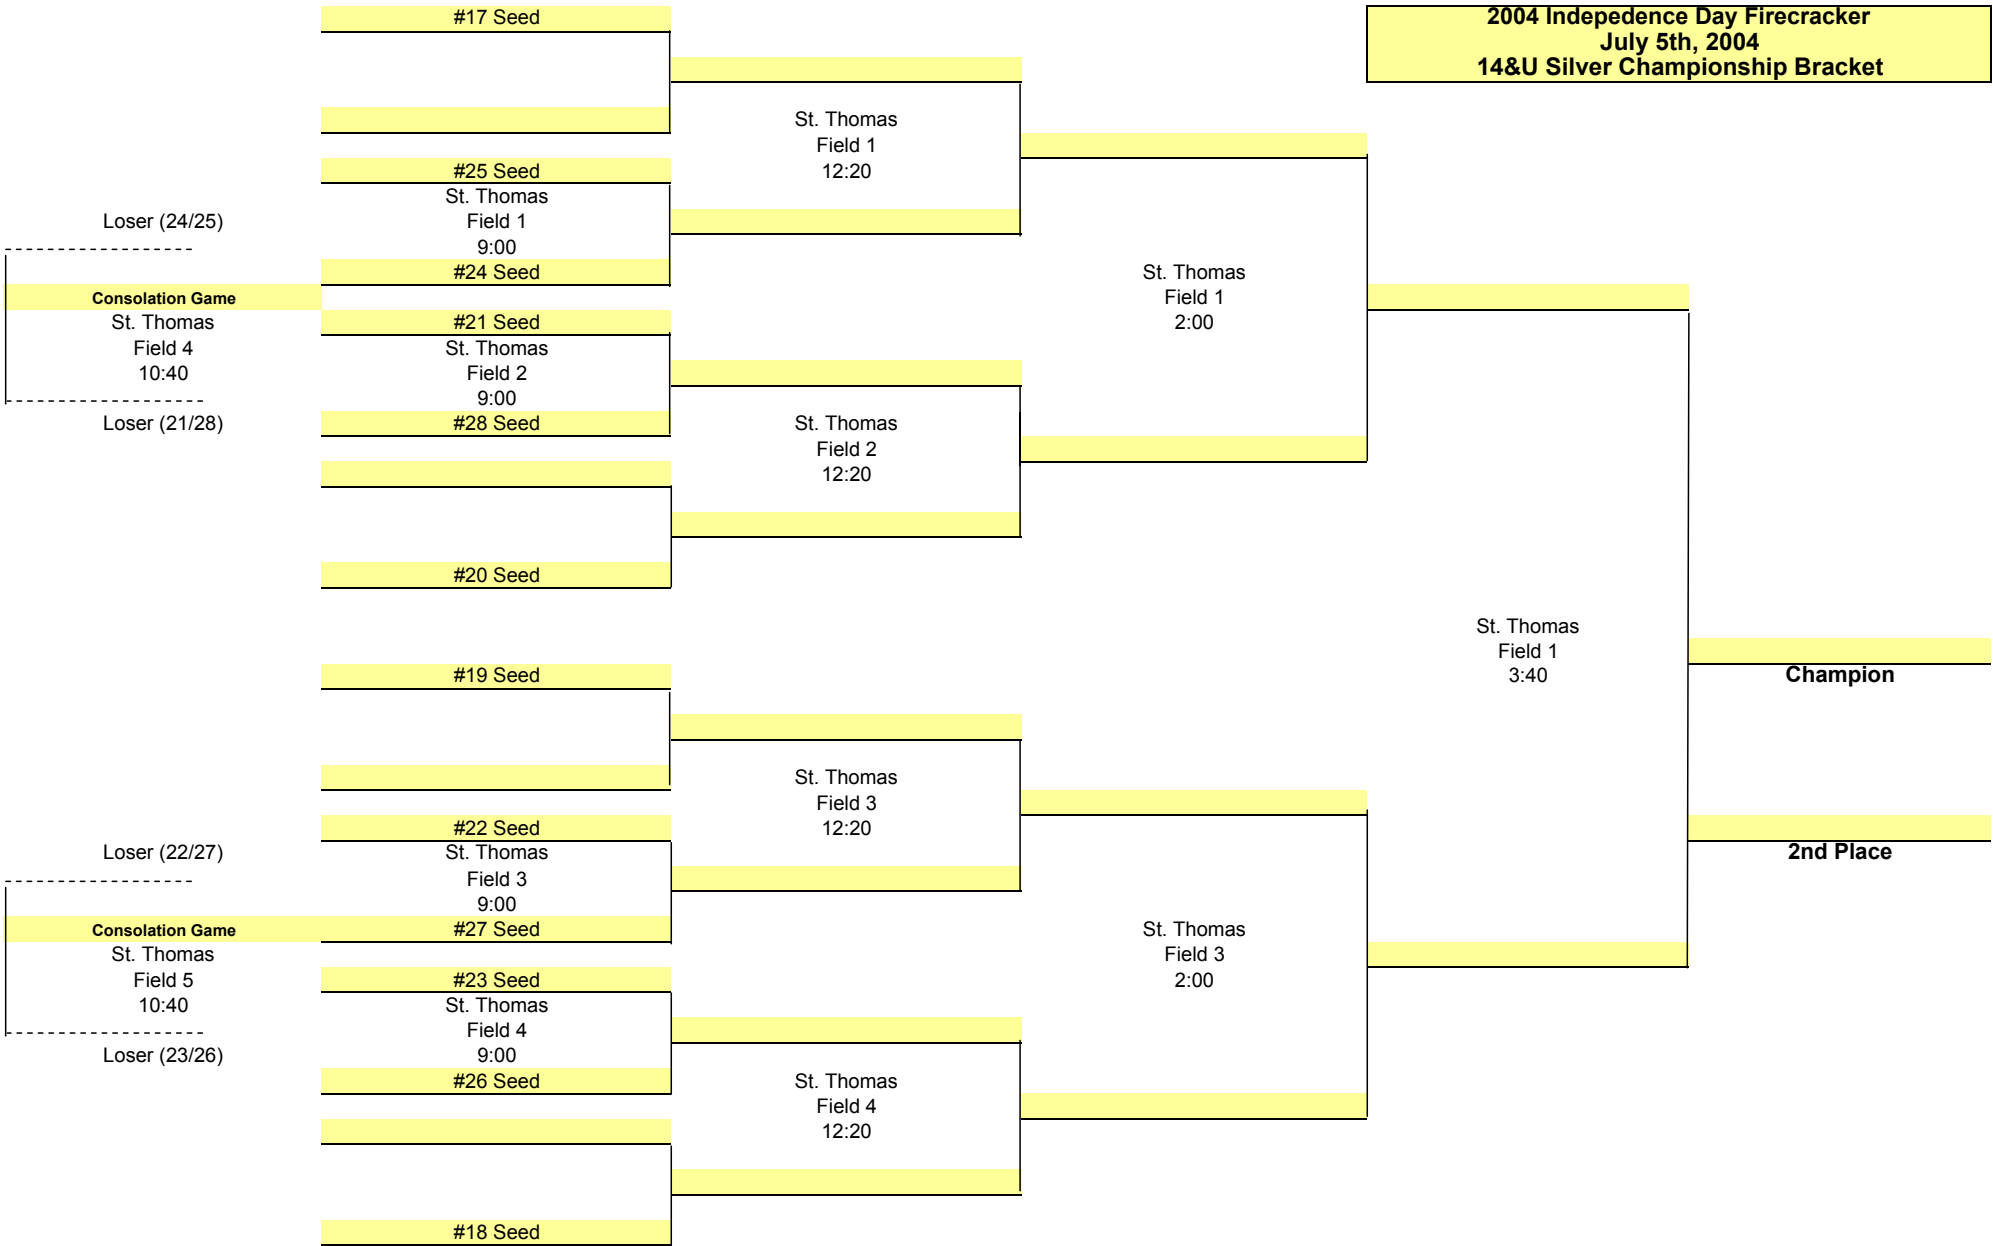 #17 Seed
2004 Indepedence Day Firecracker
July 5th, 2004
14&U Silver Championship Bracket
St. Thomas
Field 1
12:20
#25 Seed
St. Thomas
Field 1
9:00
#24 Seed
Loser (24/25)
Consolation Game
St. Thomas
Field 4
10:40
Loser (21/28)
#21 Seed
St. Thomas
Field 2
9:00
#28 Seed
St. Thomas
Field 2
12:20
St. Thomas
Field 1
2:00
#20 Seed
St. Thomas
Field 1
3:40
Champion
2nd Place
#19 Seed
St. Thomas
Field 3
12:20
#22 Seed
St. Thomas
Field 3
9:00
#27 Seed
Loser (22/27)
Consolation Game
St. Thomas
Field 5
10:40
Loser (23/26)
#23 Seed
St. Thomas
Field 4
9:00
#26 Seed
St. Thomas
Field 3
2:00
St. Thomas
Field 4
12:20
#18 Seed